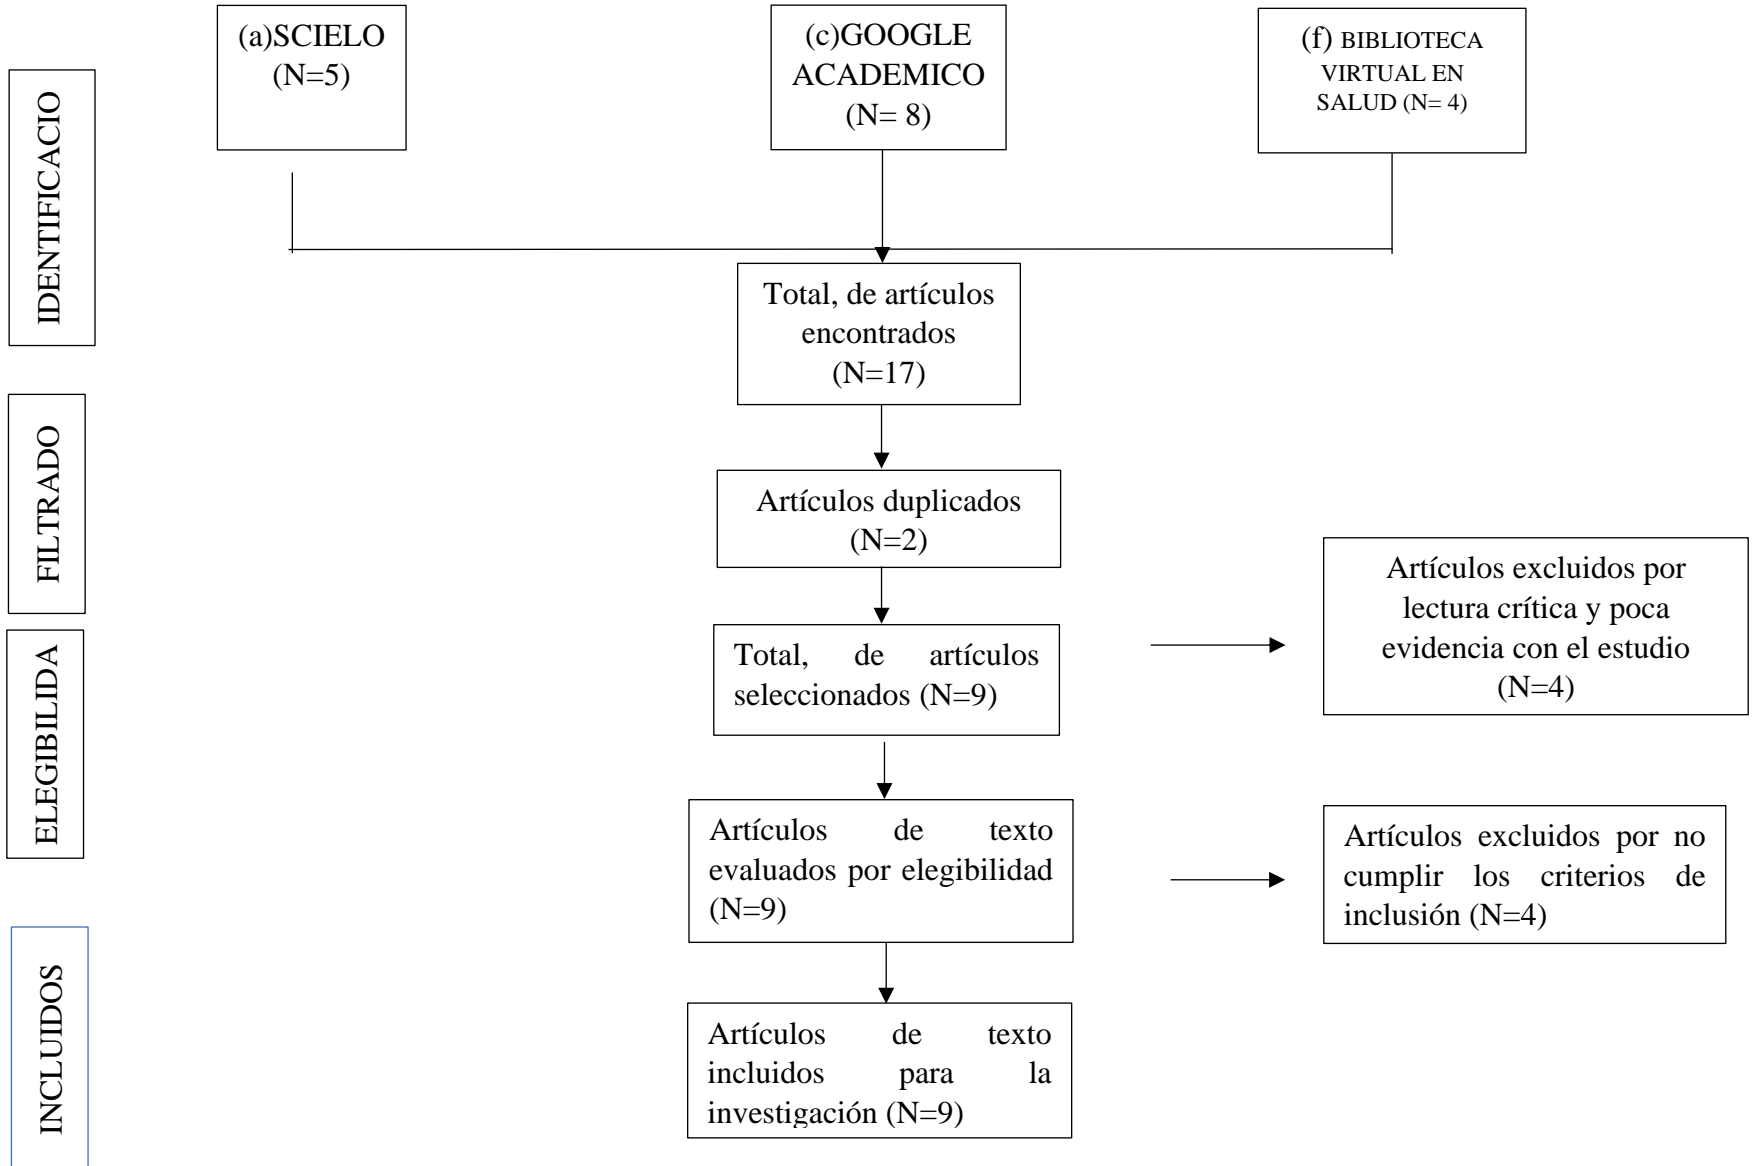 (a)SCIELO
(N=5)
(c)GOOGLE
ACADEMICO
(N= 8)
(f) BIBLIOTECA
VIRTUAL EN
SALUD (N= 4)
IDENTIFICACIO
Total, de artículos
encontrados
(N=17)
FILTRADO
Artículos duplicados
(N=2)
Artículos excluidos por
lectura crítica y poca
evidencia con el estudio
(N=4)
ELEGIBILIDA
Total, de artículos
seleccionados (N=9)
Artículos de texto
evaluados por elegibilidad
(N=9)
Artículos excluidos por no
cumplir los criterios de
inclusión (N=4)
INCLUIDOS
Artículos de texto
incluidos para la
investigación (N=9)